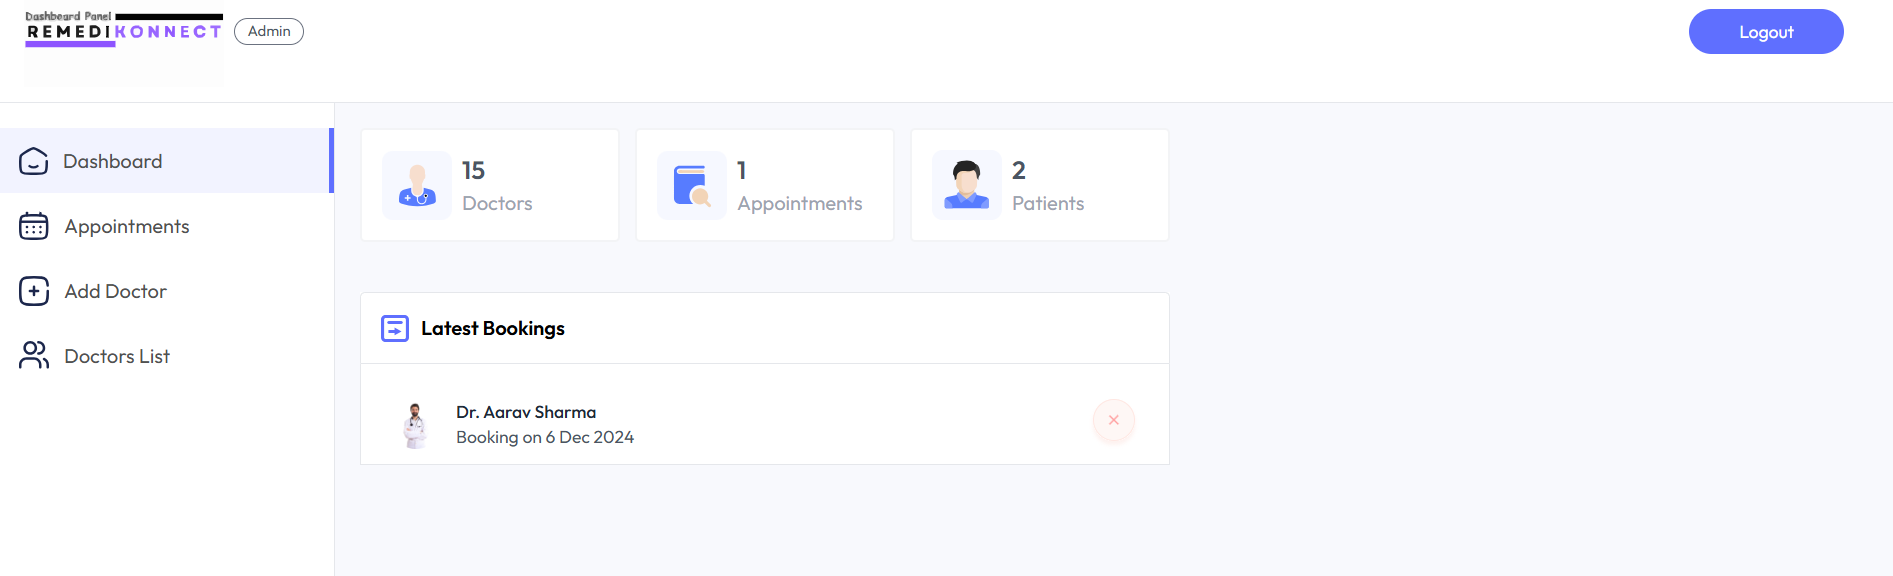 Dashboard Panel
REMEDIKONNECT
Admin
Logout
Dashboard
Appointments
Add Doctor
Doctors List
15
Doctors
1
Appointments
2
Patients
Latest Bookings
Dr. Aarav Sharma
Booking on 6 Dec 2024